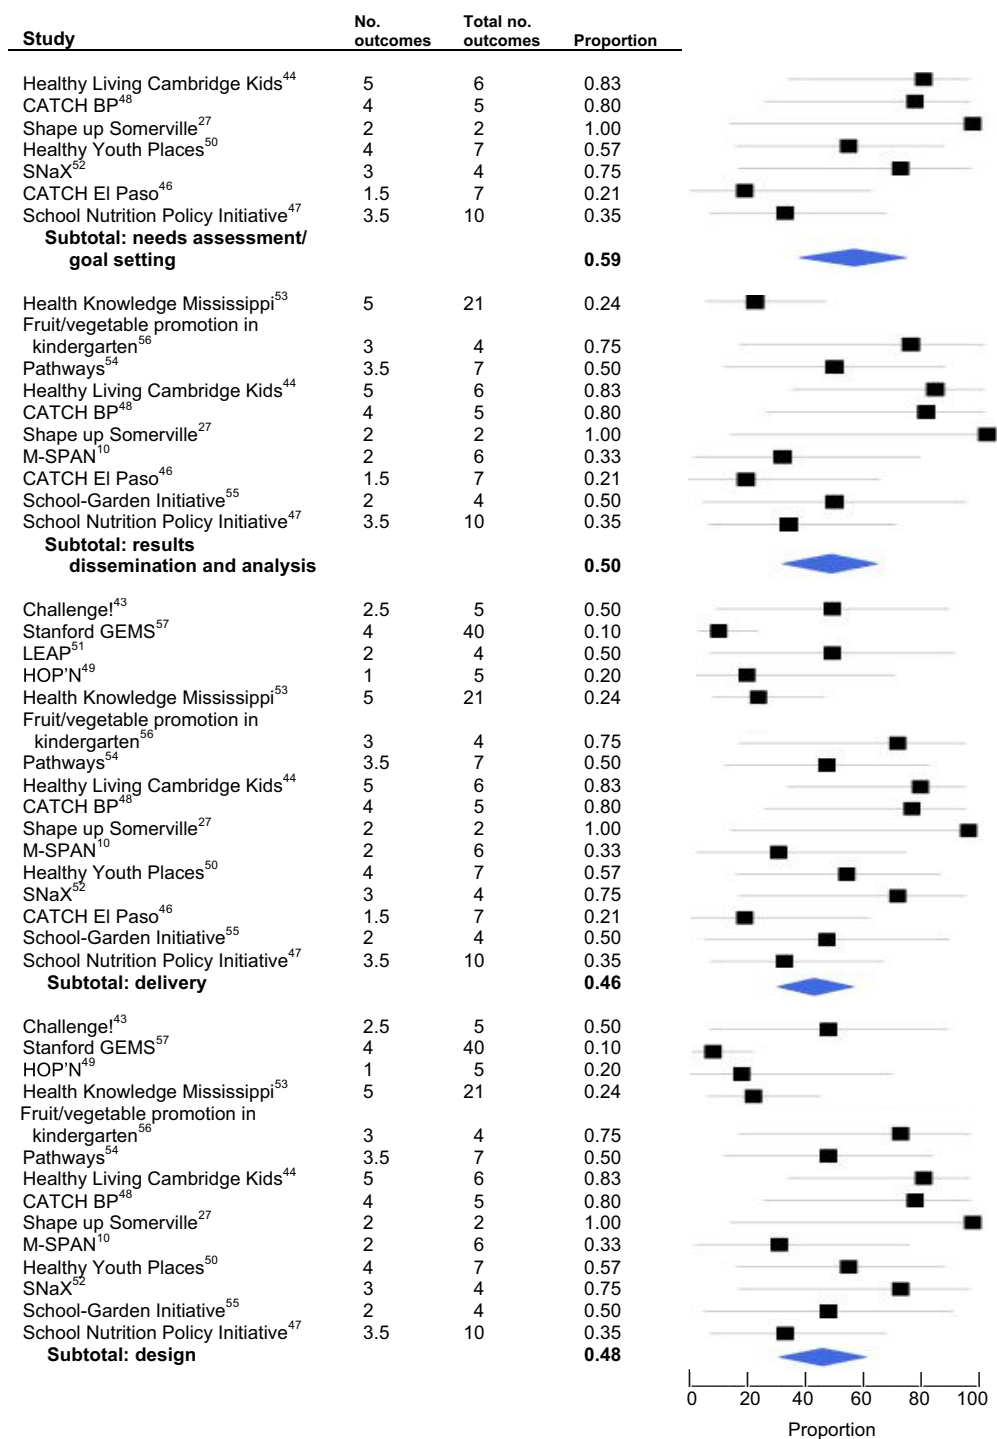 Study No. outcomes Total no. outcomes Proportion
Healthy Living Cambridge Kids44 5 6 0.83
CATCH BP48 4 5 0.80
Shape up Somerville27 2 2 1.00
Healthy Youth Places50 4 7 0.57
SNaX52 3 4 0.75
CATCH El Paso46 1.5 7 0.21
School Nutrition Policy Initiative47 3.5 10 0.35
Subtotal: needs assessment/
goal setting 0.59
Health Knowledge Mississippi53 5 21 0.24
Fruit/vegetable promotion in
kindergarten56 3 4 0.75
Pathways54 3.5 7 0.50
Healthy Living Cambridge Kids44 5 6 0.83
CATCH BP48 4 5 0.80
Shape up Somerville27 2 2 1.00
M-SPAN10 2 6 0.33
CATCH El Paso46 1.5 7 0.21
School-Garden Initiative55 2 4 0.50
School Nutrition Policy Initiative47 3.5 10 0.35
Subtotal: results
dissemination and analysis 0.50
Challenge!43 2.5 5 0.50
Stanford GEMS57 4 40 0.10
LEAP51 2 4 0.50
HOP'N49 1 5 0.20
Health Knowledge Mississippi53 5 21 0.24
Fruit/vegetable promotion in
kindergarten56 3 4 0.75
Pathways54 3.5 7 0.50
Healthy Living Cambridge Kids44 5 6 0.83
CATCH BP48 4 5 0.80
Shape up Somerville27 2 2 1.00
M-SPAN10 2 6 0.33
Healthy Youth Places50 4 7 0.57
SNaX52 3 4 0.75
CATCH El Paso46 1.5 7 0.21
School-Garden Initiative55 2 4 0.50
School Nutrition Policy Initiative47 3.5 10 0.35
Subtotal: delivery 0.46
Challenge!43 2.5 5 0.50
Stanford GEMS57 4 40 0.10
HOP'N49 1 5 0.20
Health Knowledge Mississippi53 5 21 0.24
Fruit/vegetable promotion in
kindergarten56 3 4 0.75
Pathways54 3.5 7 0.50
Healthy Living Cambridge Kids44 5 6 0.83
CATCH BP48 4 5 0.80
Shape up Somerville27 2 2 1.00
M-SPAN10 2 6 0.33
Healthy Youth Places50 4 7 0.57
SNaX52 3 4 0.75
School-Garden Initiative55 2 4 0.50
School Nutrition Policy Initiative47 3.5 10 0.35
Subtotal: design 0.48
0 20 40 60 80 100
Proportion